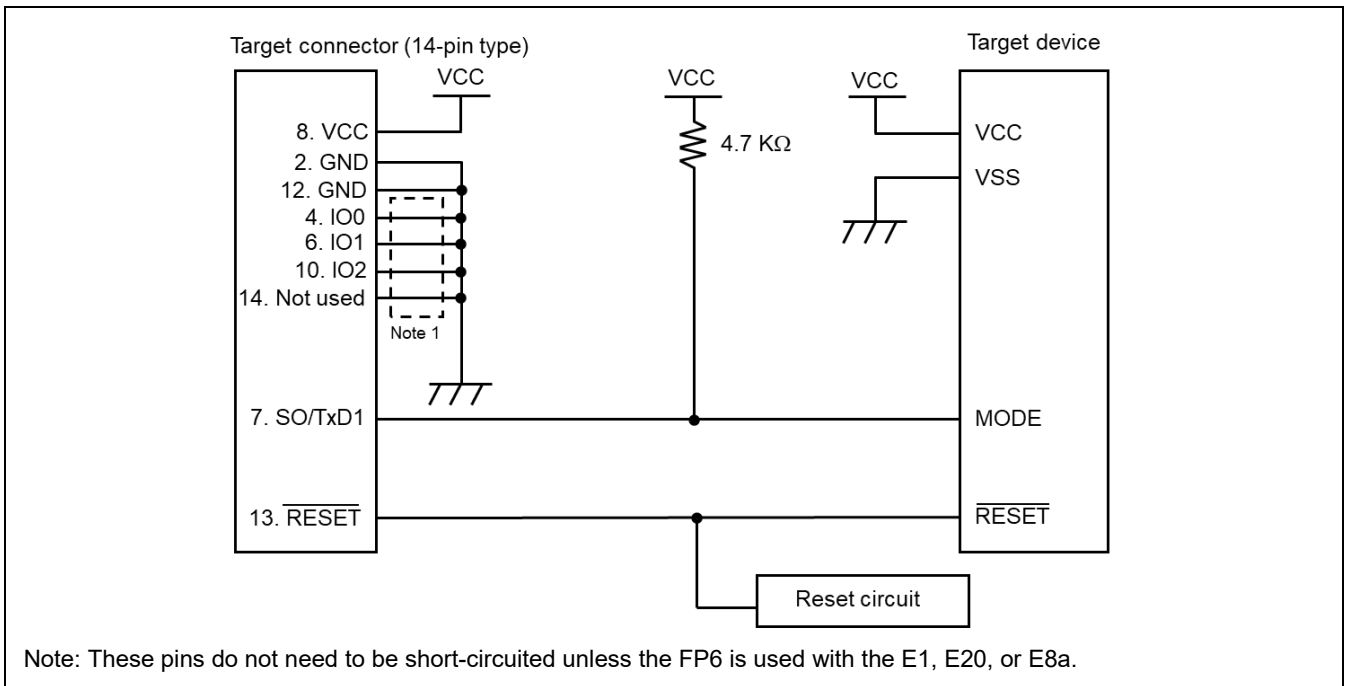 Target connector (14-pin type)
Target device
VCC
VCC
VCC
8. VCC
2. GND
12. GND
4. IO0
6. IO1
10. IO2
14. Not used
Note 1
4.7 KΩ
VCC
VSS
7. SO/TxD1
MODE
13. RESET
RESET
Reset circuit
Note: These pins do not need to be short-circuited unless the FP6 is used with the E1, E20, or E8a.